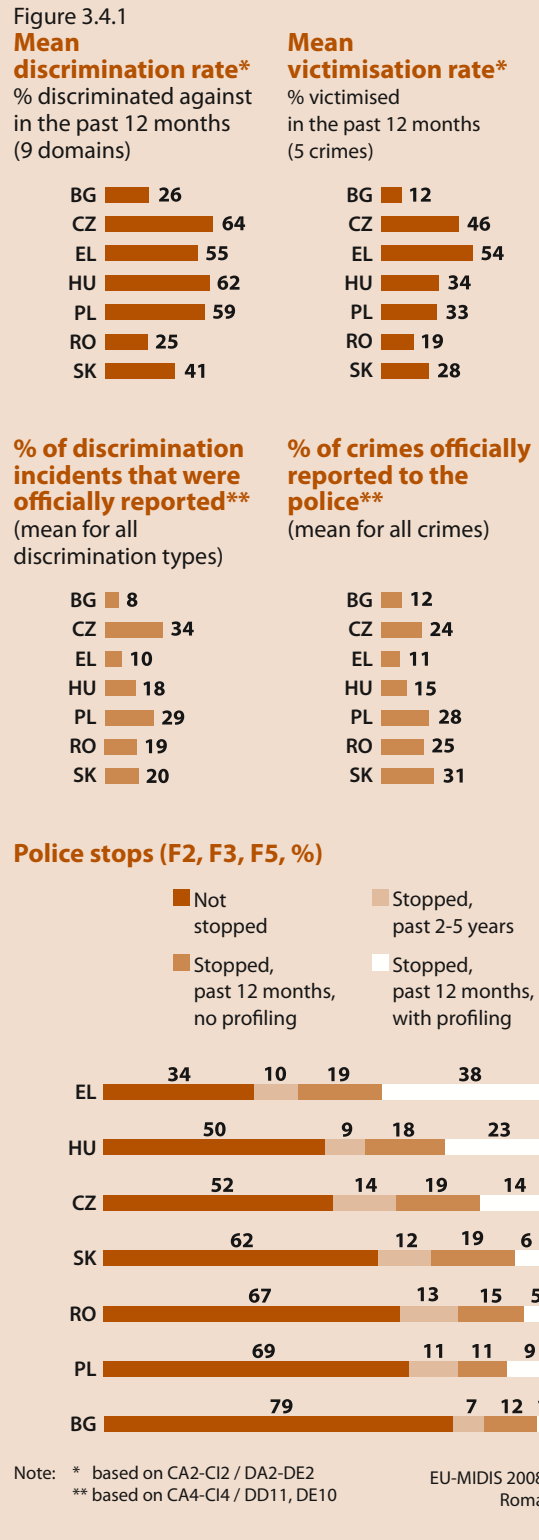 Figure 3.4.1
Mean
discrimination rate*
% discriminated against
in the past 12 months
(9 domains)
BG 26
CZ 64
EL 55
HU 62
PL 59
RO 25
SK 41
Mean
victimisation rate*
% victimised
in the past 12 months
(5 crimes)
BG 12
CZ 46
EL 54
HU 34
PL 33
RO 19
SK 28
% of discrimination
incidents that were
officially reported**
(mean for all
discrimination types)
BG 8
CZ 34
EL 10
HU 18
PL 29
RO 19
SK 20
% of crimes officially
reported to the
police**
(mean for all crimes)
BG 12
CZ 24
EL 11
HU 15
PL 28
RO 25
SK 31
Police stops (F2, F3, F5, %)
Not
stopped
Stopped,
past 2-5 years
Stopped,
past 12 months,
no profiling
Stopped,
past 12 months,
with profiling
34 10 19 38
EL
50 9 18 23
HU
52 14 19 14
CZ
62 12 19 6
SK
67 13 15 5
RO
69 11 11 9
PL
79 7 12
BG
Note: * based on CA2-CI2 / DA2-DE2
** based on CA4-CI4 / DD11, DE10
EU-MIDIS 2008
Roma